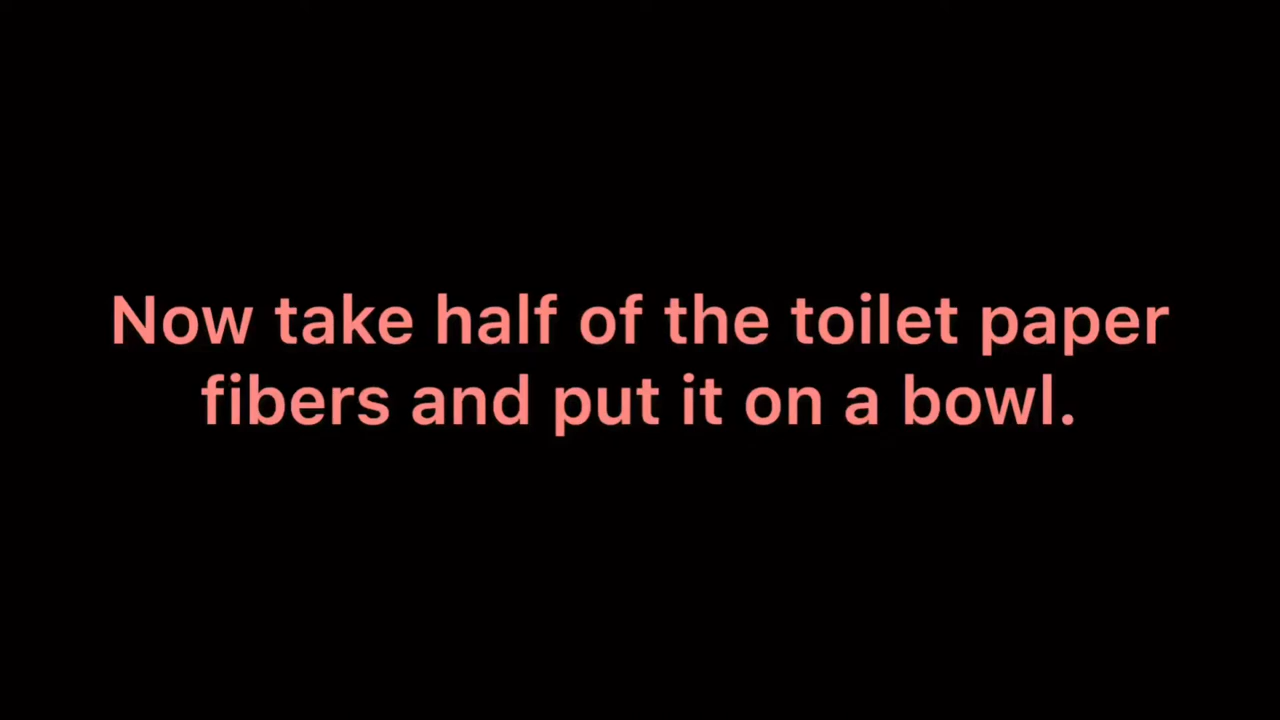 Now take half of the toilet paper
fibers and put it on a bowl.